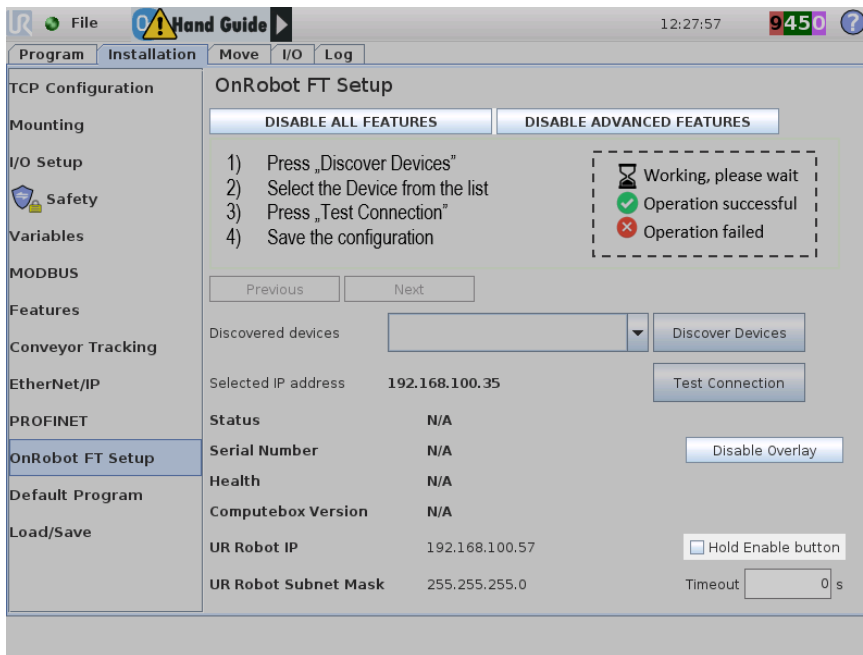 UR File O Hand Guide 12:27:57 9450 ?
Program Installation Move I/O Log
TCP Configuration
Mounting
I/O Setup
Safety
Variables
MODBUS
Features
Conveyor Tracking
EtherNet/IP
PROFINET
OnRobot FT Setup
Default Program
Load/Save
OnRobot FT Setup
DISABLE ALL FEATURES DISABLE ADVANCED FEATURES
1) Press „Discover Devices”
2) Select the Device from the list
3) Press „Test Connection”
4) Save the configuration
Working, please wait
Operation successful
Operation failed
Previous Next
Discovered devices Discover Devices
Selected IP address 192.168.100.35 Test Connection
Status N/A
Serial Number N/A Disable Overlay
Health N/A
Computebox Version N/A
UR Robot IP 192.168.100.57 Hold Enable button
UR Robot Subnet Mask 255.255.255.0 Timeout 0 s